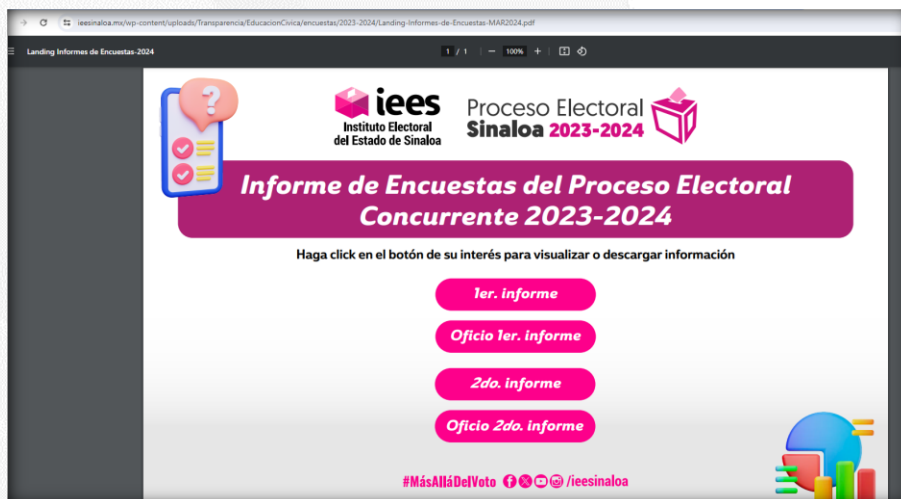 ieesinaloa.mx/wp-content/uploads/Transparencia/EducacionCivica/encuestas/2023-2024/Landing-Informes-de-Encuestas-MAR2024.pdf
Landing Informes de Encuestas-2024
1 / 1
100%
iees
Instituto Electoral
del Estado de Sinaloa
Proceso Electoral
Sinaloa 2023-2024
Informe de Encuestas del Proceso Electoral
Concurrente 2023-2024
Haga click en el botón de su interés para visualizar o descargar información
1er. informe
Oficio 1er. informe
2do. informe
Oficio 2do. informe
#MásAlláDelVoto /ieesinaloa